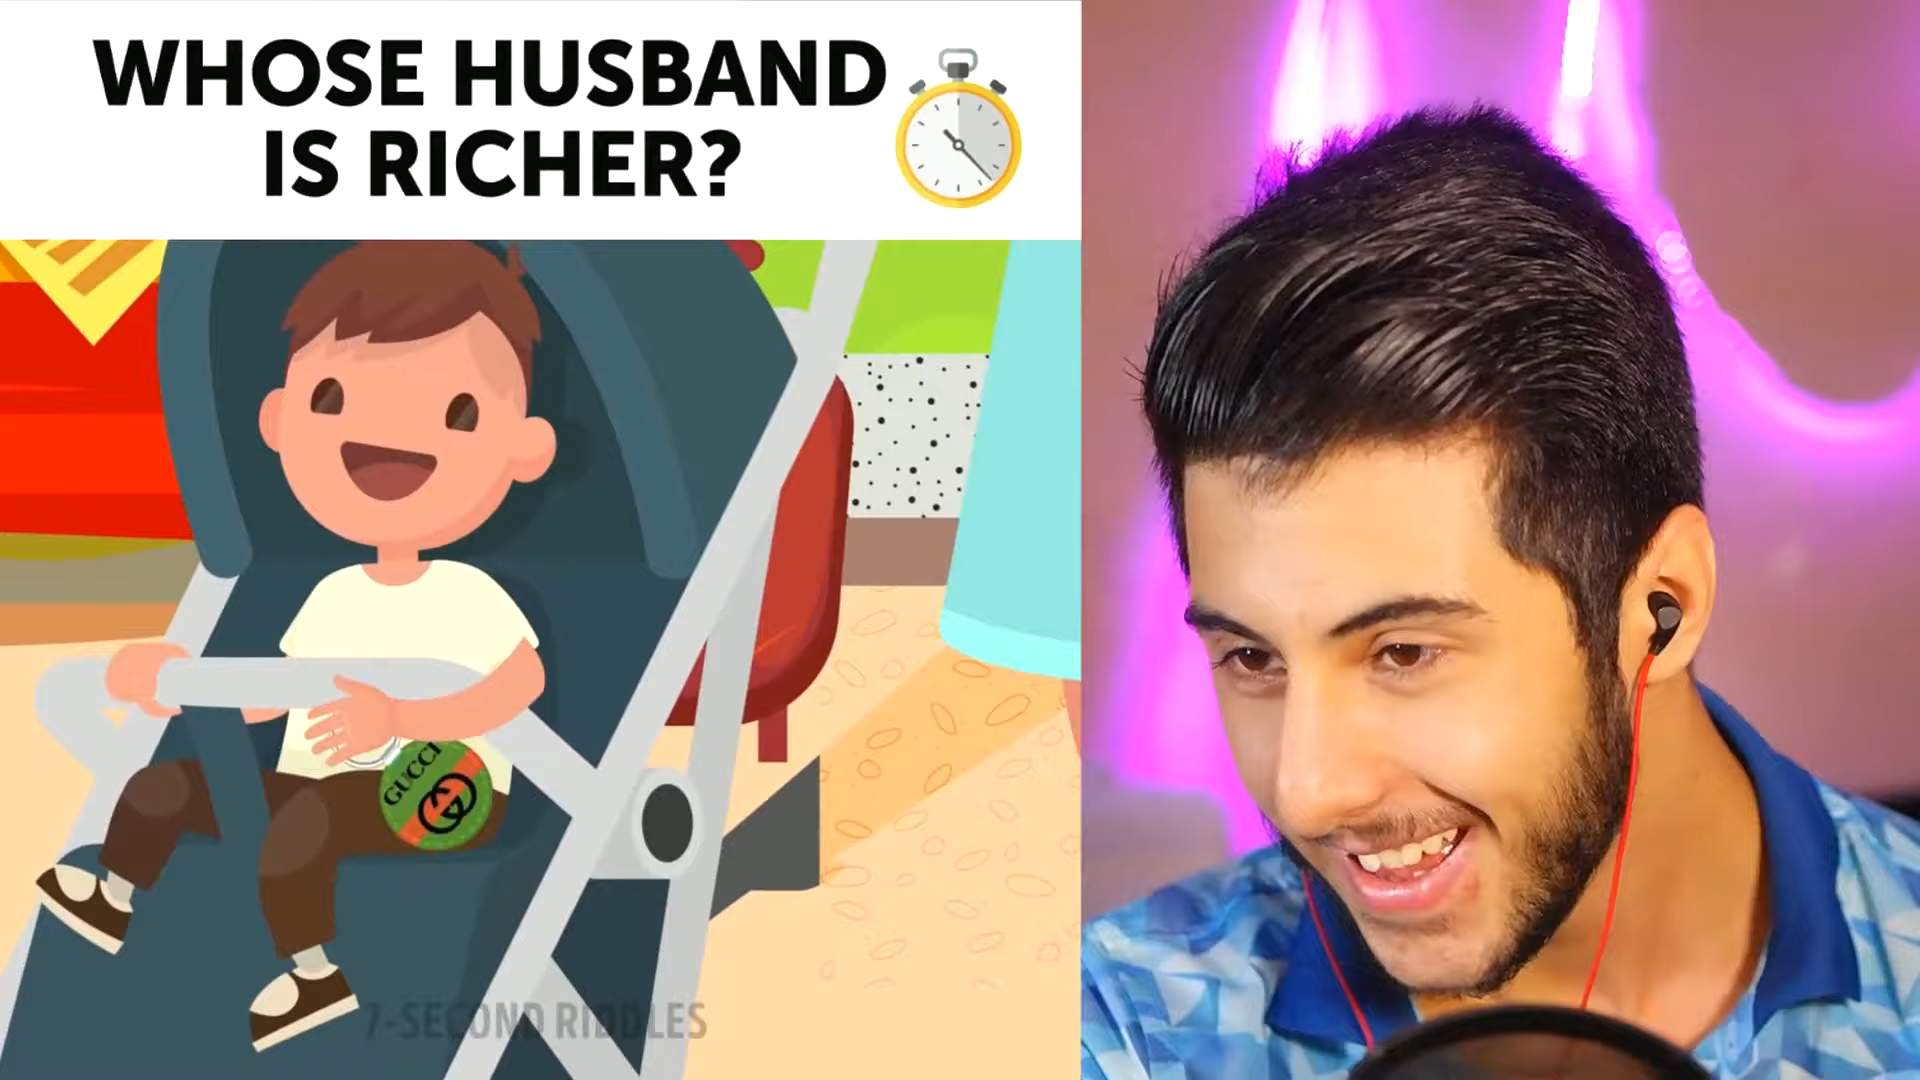 WHOSE HUSBAND
IS RICHER?
GUCCI
7-SECOND RIDDLES